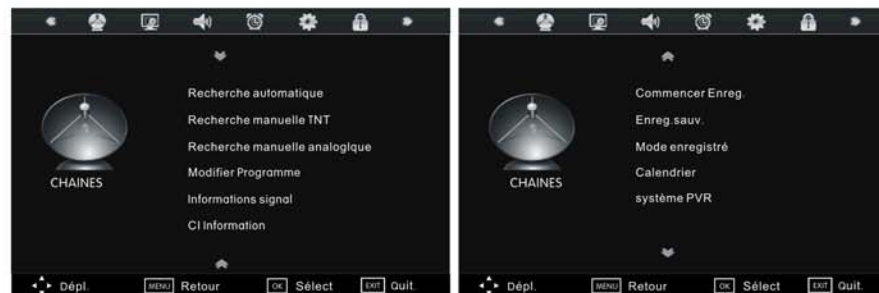 Recherche automatique
Recherche manuelle TNT
Recherche manuelle analogique
Modifier Programme
Informations signal
CI Information
CHAINES
Dépl. MENU Retour OK Sélect EXIT Quit.
Commencer Enreg.
Enreg.sauv.
Mode enregistré
Calendrier
système PVR
CHAINES
Dépl. MENU Retour OK Sélect EXIT Quit.